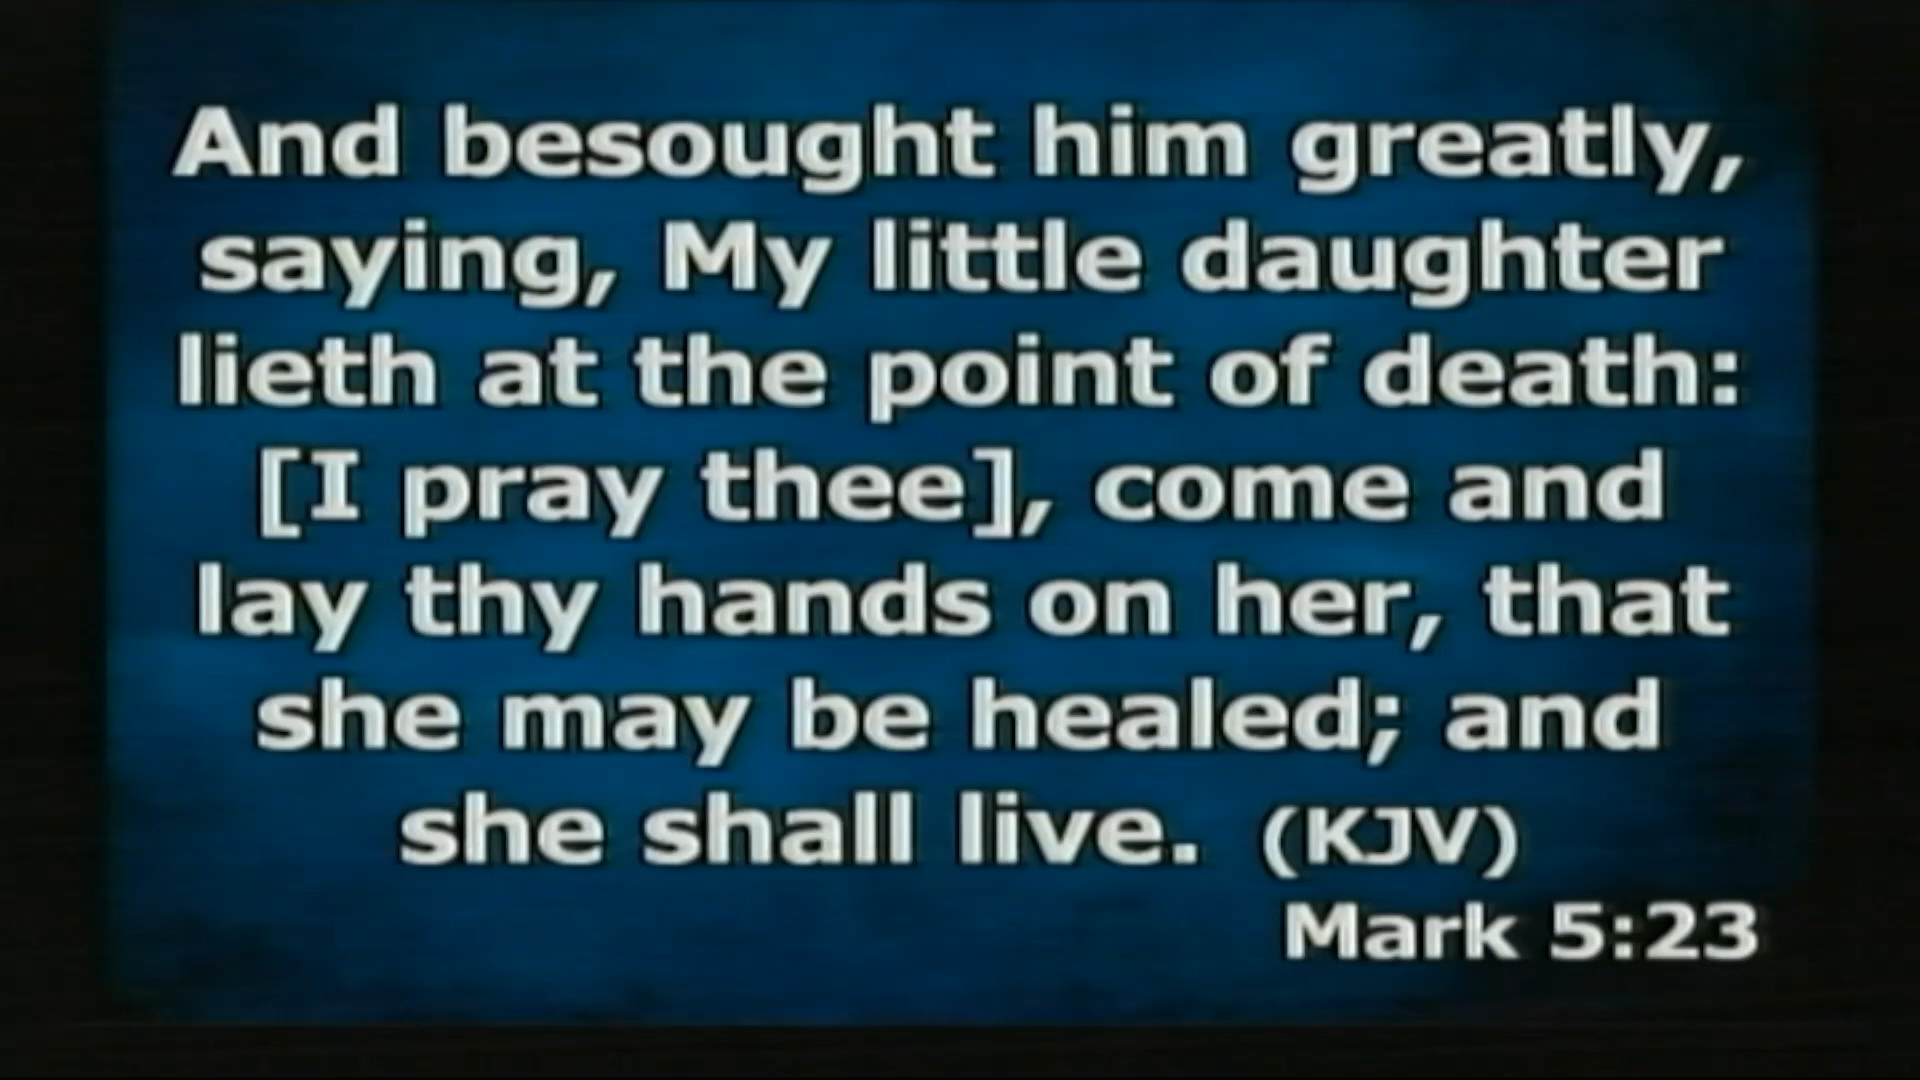 And besought him greatly,
saying, My little daughter
lieth at the point of death:
[I pray thee], come and
lay thy hands on her, that
she may be healed; and
she shall live. (KJV)
Mark 5:23